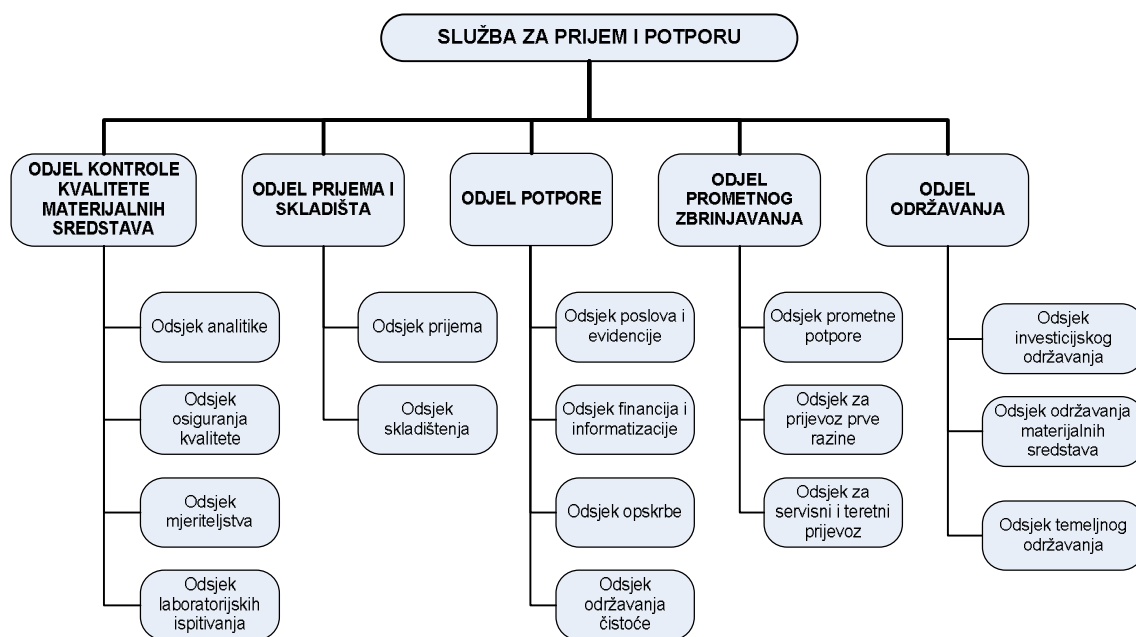 SLUŽBA ZA PRIJEM I POTPORU
ODJEL KONTROLE
KVALITETE
MATERIJALNIH
SREDSTAVA
Odsjek analitike
Odsjek
osiguranja
kvalitete
Odsjek
mjeriteljstva
Odsjek
laboratorijskih
ispitivanja
ODJEL PRIJEMA I
SKLADIŠTA
Odsjek prijema
Odsjek
skladištenja
ODJEL POTPORE
Odsjek poslova i
evidencije
Odsjek financija i
informatizacije
Odsjek opskrbe
Odsjek
održavanja
čistoće
ODJEL
PROMETNOG
ZBRINJAVANJA
Odsjek prometne
potpore
Odsjek za
prijevoz prve
razine
Odsjek za
servisni i teretni
prijevoz
ODJEL
ODRŽAVANJA
Odsjek
investicijskog
održavanja
Odsjek održavanja
materijalnih
sredstava
Odsjek temeljnog
održavanja